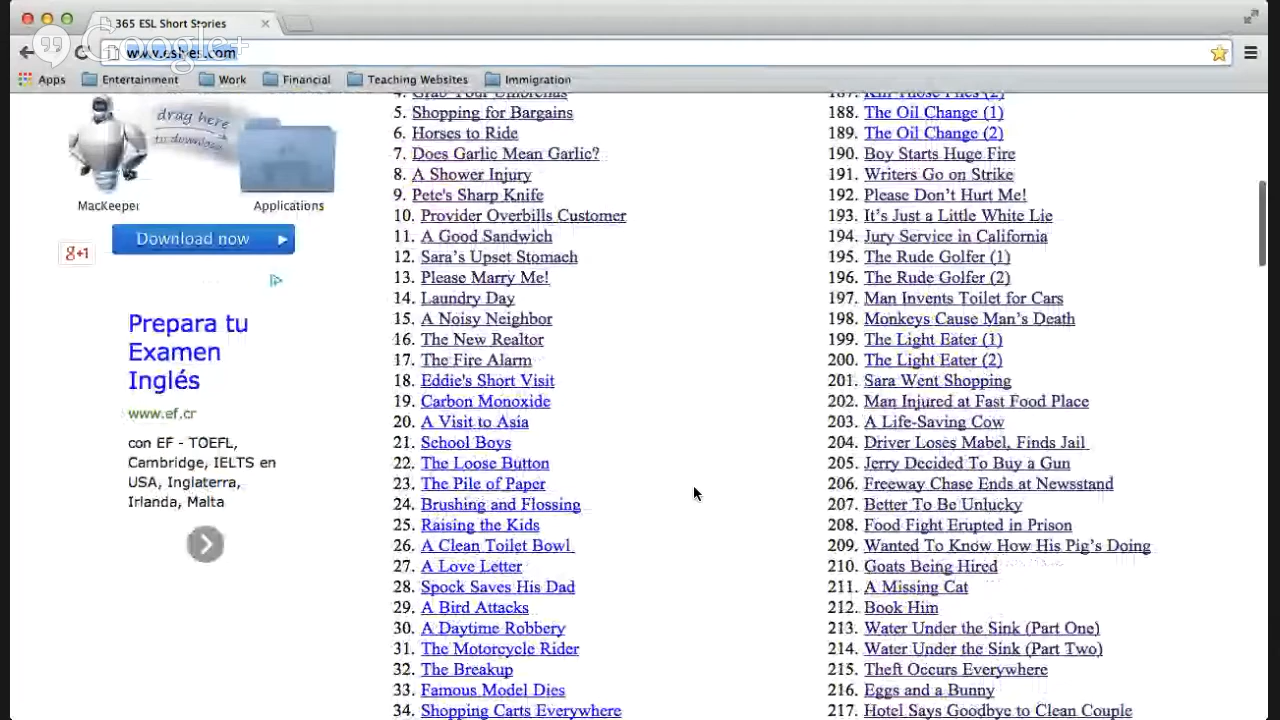 365 ESL Short Stories
Google+
Apps
Entertainment
Work
Financial
Teaching Websites
Immigration
drag here
to download
MacKeeper
Applications
Download now
g+1
Prepara tu
Examen
Inglés
www.ef.cr
con EF - TOEFL,
Cambridge, IELTS en
USA, Inglaterra,
Irlanda, Malta
4. Grab Your Umbrellas
5. Shopping for Bargains
6. Horses to Ride
7. Does Garlic Mean Garlic?
8. A Shower Injury
9. Pete's Sharp Knife
10. Provider Overbills Customer
11. A Good Sandwich
12. Sara’s Upset Stomach
13. Please Marry Me!
14. Laundry Day
15. A Noisy Neighbor
16. The New Realtor
17. The Fire Alarm
18. Eddie's Short Visit
19. Carbon Monoxide
20. A Visit to Asia
21. School Boys
22. The Loose Button
23. The Pile of Paper
24. Brushing and Flossing
25. Raising the Kids
26. A Clean Toilet Bowl
27. A Love Letter
28. Spock Saves His Dad
29. A Bird Attacks
30. A Daytime Robbery
31. The Motorcycle Rider
32. The Breakup
33. Famous Model Dies
34. Shopping Carts Everywhere
187. Kill Those Flies (2)
188. The Oil Change (1)
189. The Oil Change (2)
190. Boy Starts Huge Fire
191. Writers Go on Strike
192. Please Don’t Hurt Me!
193. It’s Just a Little White Lie
194. Jury Service in California
195. The Rude Golfer (1)
196. The Rude Golfer (2)
197. Man Invents Toilet for Cars
198. Monkeys Cause Man’s Death
199. The Light Eater (1)
200. The Light Eater (2)
201. Sara Went Shopping
202. Man Injured at Fast Food Place
203. A Life-Saving Cow
204. Driver Loses Mabel, Finds Jail
205. Jerry Decided To Buy a Gun
206. Freeway Chase Ends at Newsstand
207. Better To Be Unlucky
208. Food Fight Erupted in Prison
209. Wanted To Know How His Pig’s Doing
210. Goats Being Hired
211. A Missing Cat
212. Book Him
213. Water Under the Sink (Part One)
214. Water Under the Sink (Part Two)
215. Theft Occurs Everywhere
216. Eggs and a Bunny
217. Hotel Says Goodbye to Clean Couple